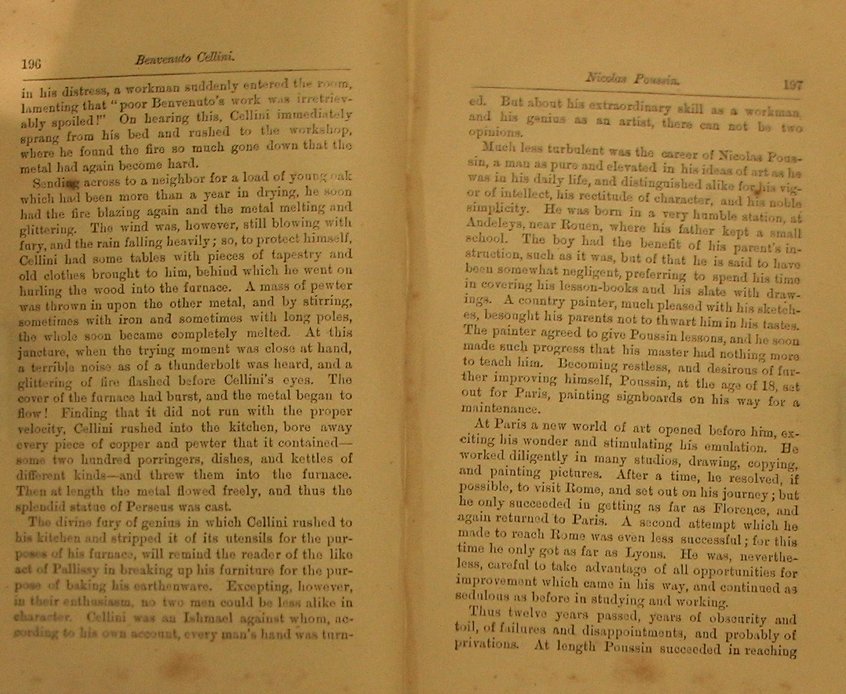 196
Benvenuto Cellini.
in his distress, a workman suddenly entered the room,
lamenting that "poor Benvenuto's work was irretriev-
ably spoiled!" On hearing this, Cellini immediately
sprang from his bed and rushed to the workshop,
where he found the fire so much gone down that the
metal had again become hard.
Sending across to a neighbor for a load of young oak
which had been more than a year in drying, he soon
had the fire blazing again and the metal melting and
glittering. The wind was, however, still blowing with
fury, and the rain falling heavily; so, to protect himself,
Cellini had some tables with pieces of tapestry and
old clothes brought to him, behind which he went on
hurling the wood into the furnace. A mass of pewter
was thrown in upon the other metal, and by stirring,
sometimes with iron and sometimes with long poles,
the whole soon became completely melted. At this
juncture, when the trying moment was close at hand,
a terrible noise as of a thunderbolt was heard, and a
glittering of fire flashed before Cellini's eyes. The
cover of the furnace had burst, and the metal began to
flow! Finding that it did not run with the proper
velocity, Cellini rushed into the kitchen, bore away
every piece of copper and pewter that it contained—
some two hundred porringers, dishes, and kettles of
different kinds—and threw them into the furnace.
Then at length the metal flowed freely, and thus the
splendid statue of Perseus was cast.
The divine fury of genius in which Cellini rushed to
his kitchen and stripped it of its utensils for the pur-
poses of his furnace, will remind the reader of the like
act of Pallissy in breaking up his furniture for the pur-
pose of baking his earthenware. Excepting, however,
in their enthusiasm, no two men could be less alike in
character. Cellini was an Ishmael against whom, ac-
cording to his own account, every man's hand was turn-
Nicolas Poussin.
197
ed. But about his extraordinary skill as a workman,
and his genius as an artist, there can not be two
opinions.
Much less turbulent was the career of Nicolas Pous-
sin, a man as pure and elevated in his ideas of art as he
was in his daily life, and distinguished alike for his vig-
or of intellect, his rectitude of character, and his noble
simplicity. He was born in a very humble station, at
Andeleys, near Rouen, where his father kept a small
school. The boy had the benefit of his parent's in-
struction, such as it was, but of that he is said to have
been somewhat negligent, preferring to spend his time
in covering his lesson-books and his slate with draw-
ings. A country painter, much pleased with his sketch-
es, besought his parents not to thwart him in his tastes.
The painter agreed to give Poussin lessons, and he soon
made such progress that his master had nothing more
to teach him. Becoming restless, and desirous of far-
ther improving himself, Poussin, at the age of 18, set
out for Paris, painting signboards on his way for a
maintenance.
At Paris a new world of art opened before him, ex-
citing his wonder and stimulating his emulation. He
worked diligently in many studios, drawing, copying,
and painting pictures. After a time, he resolved, if
possible, to visit Rome, and set out on his journey; but
he only succeeded in getting as far as Florence, and
again returned to Paris. A second attempt which he
made to reach Rome was even less successful; for this
time he only got as far as Lyons. He was, neverthe-
less, careful to take advantage of all opportunities for
improvement which came in his way, and continued as
sedulous as before in studying and working.
Thus twelve years passed, years of obscurity and
toil, of failures and disappointments, and probably of
privations. At length Poussin succeeded in reaching